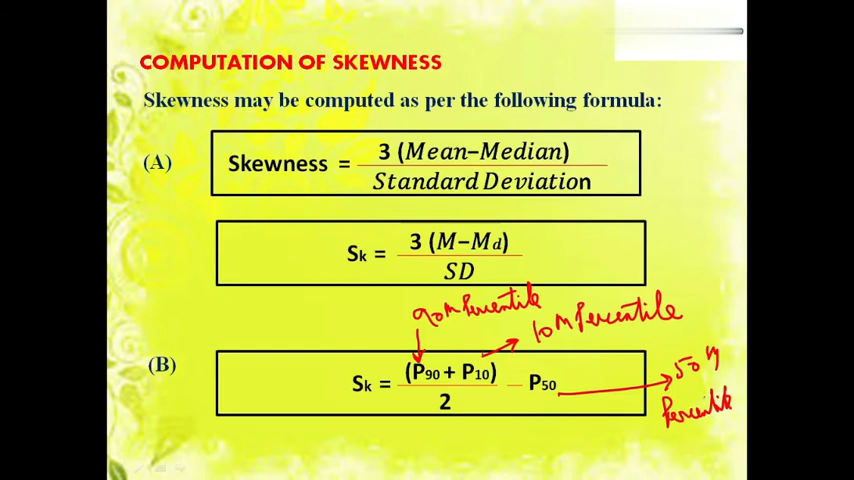 COMPUTATION OF SKEWNESS
Skewness may be computed as per the following formula:
(A) Skewness = 3 (Mean–Median) / Standard Deviation
Sk = 3 (M–Md) / SD
90th Percentile
10th Percentile
(B) Sk = (P90 + P10) / 2 – P50
50th
Percentile